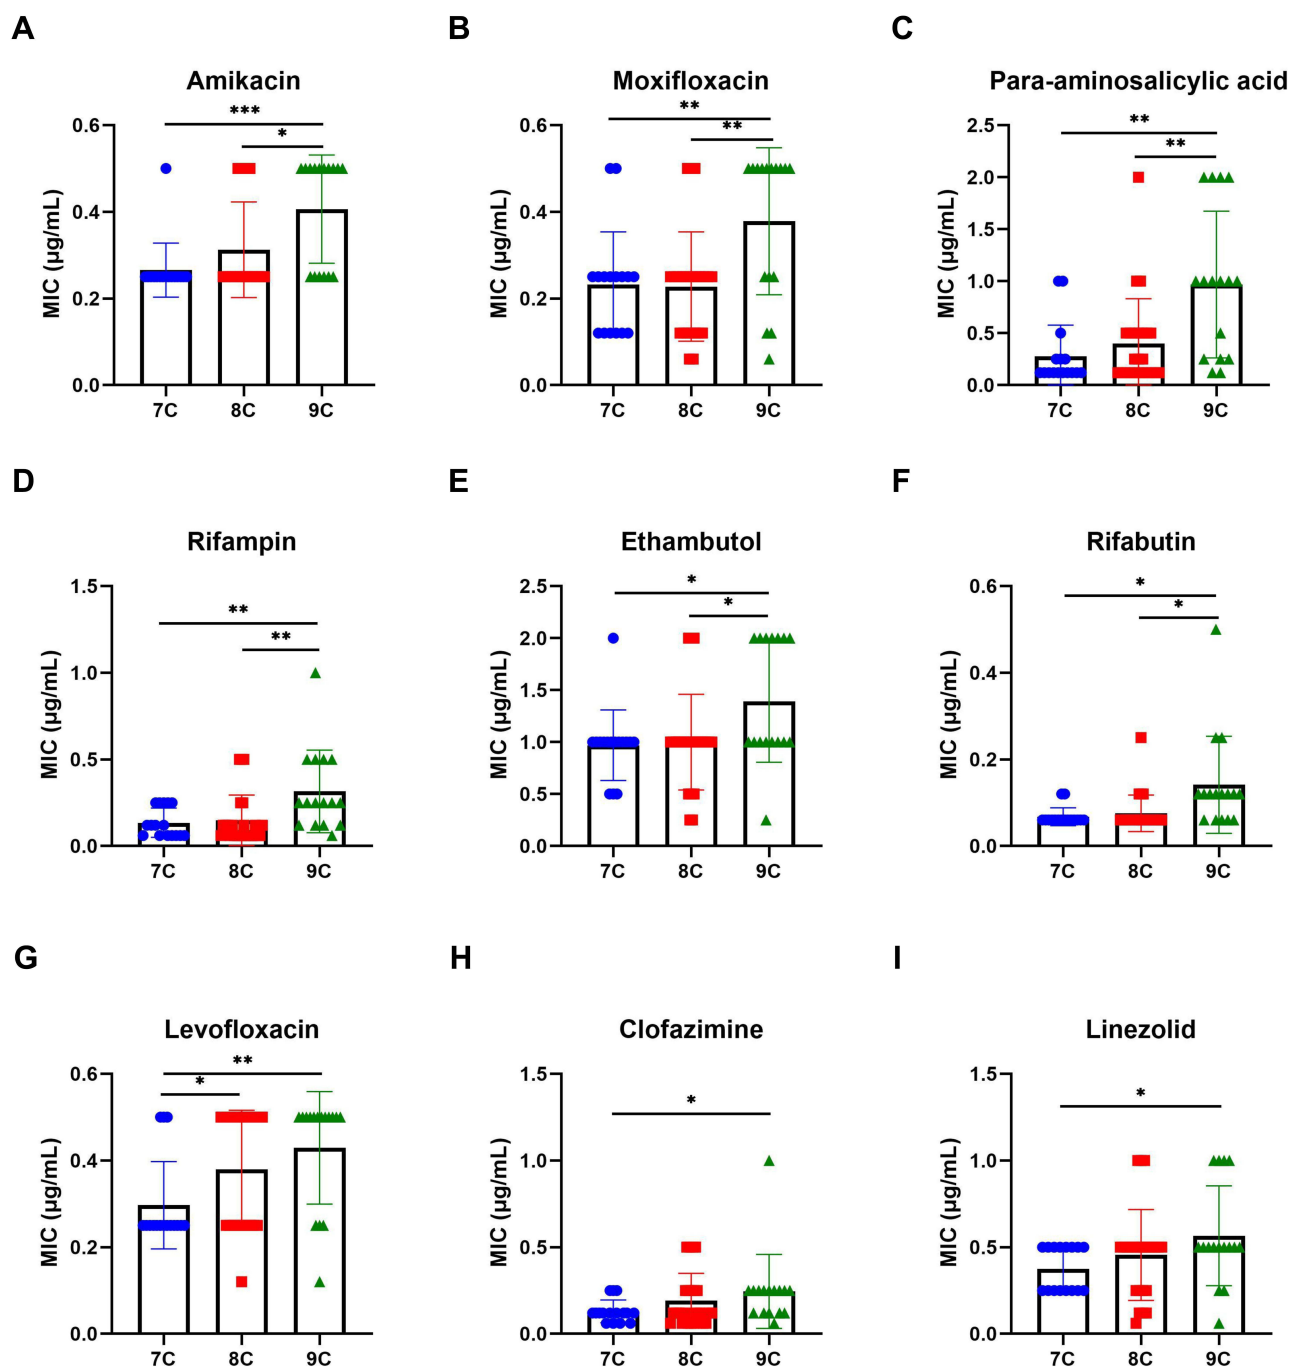 A
B
C
Amikacin
Moxifloxacin
Para-aminosalicylic acid
***
*
0.6
0.4
0.2
0.0
MIC (µg/mL)
7C
8C
9C
**
**
0.6
0.4
0.2
0.0
MIC (µg/mL)
7C
8C
9C
**
**
2.5
2.0
1.5
1.0
0.5
0.0
MIC (µg/mL)
7C
8C
9C
D
E
F
Rifampin
Ethambutol
Rifabutin
**
**
1.5
1.0
0.5
0.0
MIC (µg/mL)
7C
8C
9C
*
*
2.5
2.0
1.5
1.0
0.5
0.0
MIC (µg/mL)
7C
8C
9C
*
*
0.6
0.4
0.2
0.0
MIC (µg/mL)
7C
8C
9C
G
H
I
Levofloxacin
Clofazimine
Linezolid
**
*
0.6
0.4
0.2
0.0
MIC (µg/mL)
7C
8C
9C
*
1.5
1.0
0.5
0.0
MIC (µg/mL)
7C
8C
9C
*
1.5
1.0
0.5
0.0
MIC (µg/mL)
7C
8C
9C